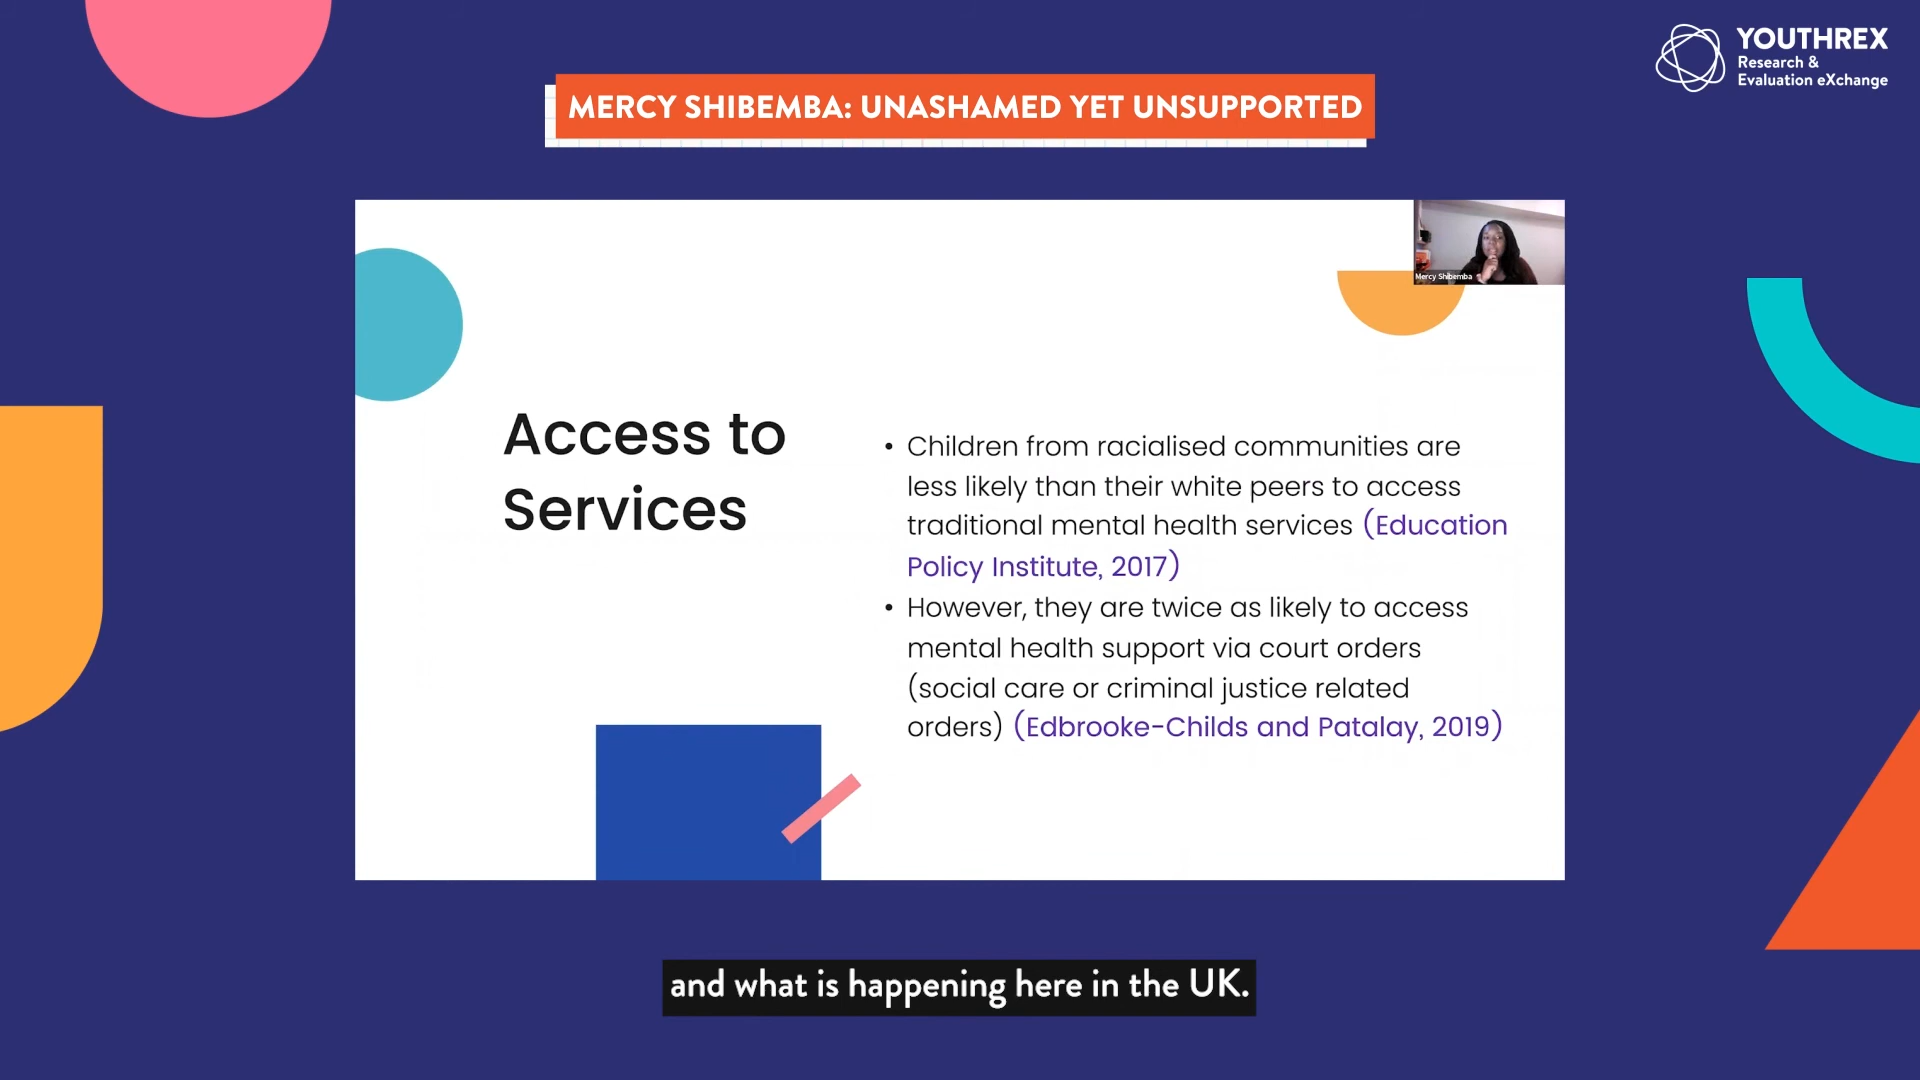 YOUTHREX
Research &
Evaluation eXchange
MERCY SHIBEMBA: UNASHAMED YET UNSUPPORTED
Mercy Shibemba
Access to
Services
• Children from racialised communities are
less likely than their white peers to access
traditional mental health services (Education
Policy Institute, 2017)
• However, they are twice as likely to access
mental health support via court orders
(social care or criminal justice related
orders) (Edbrooke-Childs and Patalay, 2019)
and what is happening here in the UK.